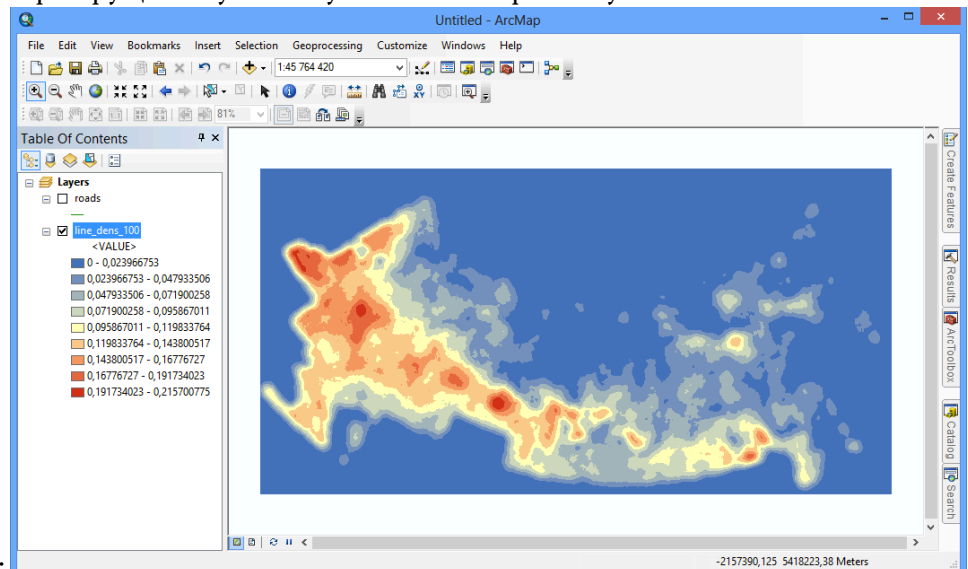 Untitled - ArcMap
File Edit View Bookmarks Insert Selection Geoprocessing Customize Windows Help
1:45 764 420
81%
Table Of Contents
Layers
roads
line_dens_100
<VALUE>
0 - 0,023966753
0,023966753 - 0,047933506
0,047933506 - 0,071900258
0,071900258 - 0,095867011
0,095867011 - 0,119833764
0,119833764 - 0,143800517
0,143800517 - 0,16776727
0,16776727 - 0,191734023
0,191734023 - 0,215700775
Create Features
Results
ArcToolbox
Catalog
Search
-2157390,125 5418223,38 Meters